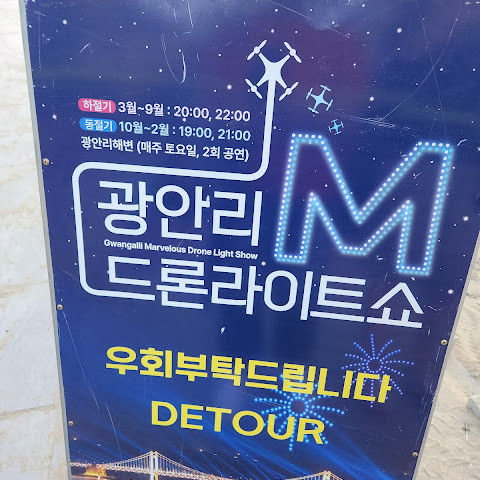 하절기 3월~9월 : 20:00, 22:00
동절기 10월~2월 : 19:00, 21:00
광안리해변 (매주 토요일, 2회 공연)
광안리 M
Gwangalli Marvelous Drone Light Show
드론라이트쇼
우회부탁드립니다
DETOUR